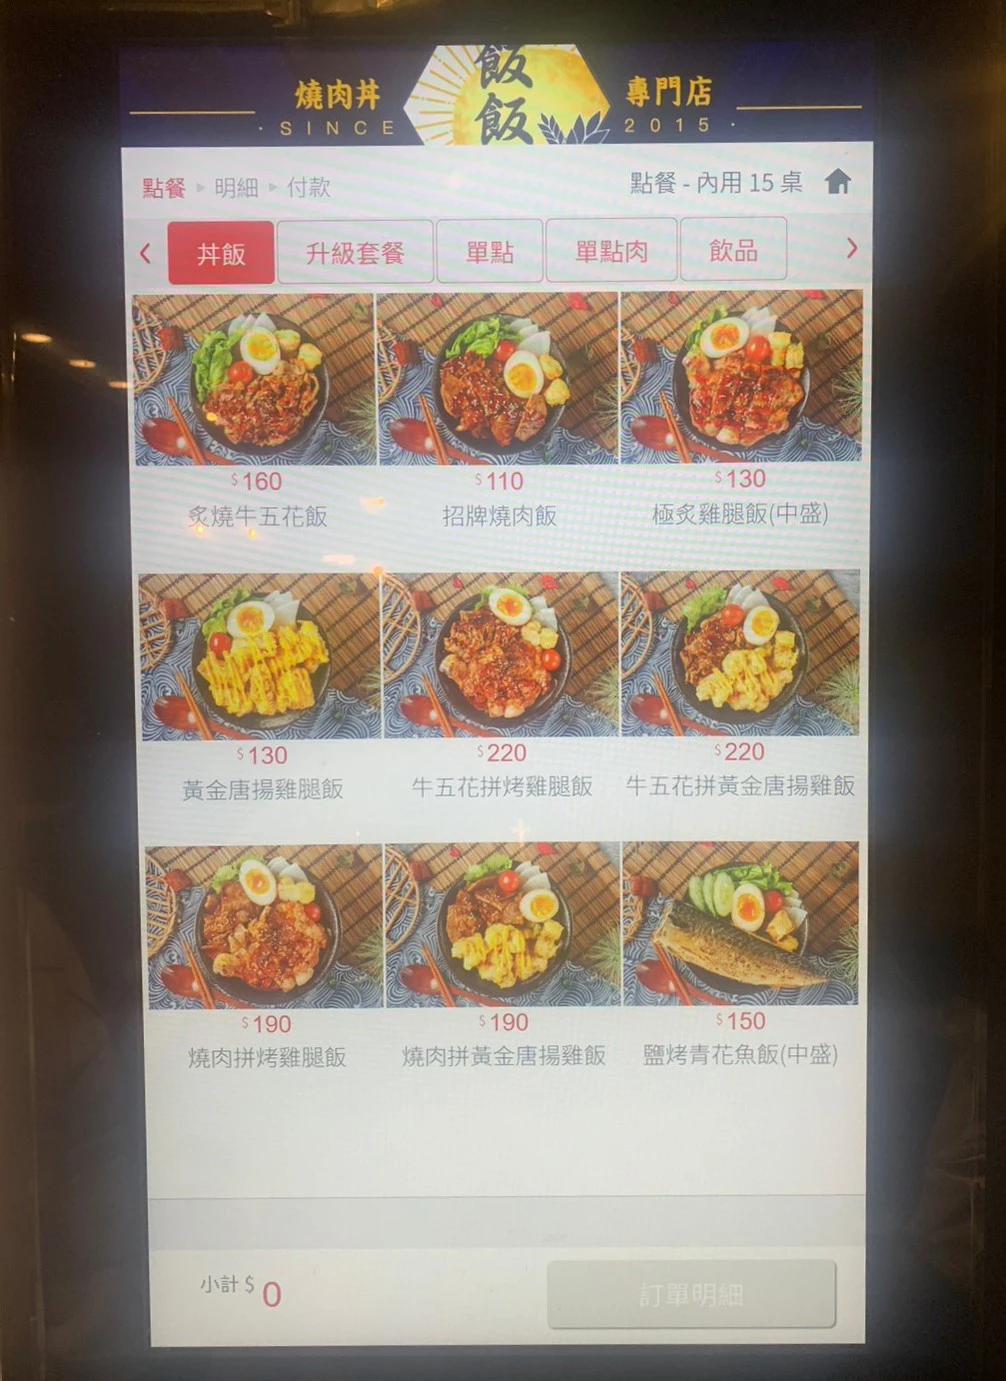 燒肉丼 飯飯 專門店
· SINCE 2015 ·
點餐 ▸ 明細 ▸ 付款 點餐 - 內用 15 桌
丼飯 升級套餐 單點 單點肉 飲品
$160 $110 $130
炙燒牛五花飯 招牌燒肉飯 極炙雞腿飯(中盛)
$130 $220 $220
黃金唐揚雞腿飯 牛五花拼烤雞腿飯 牛五花拼黃金唐揚雞飯
$190 $190 $150
燒肉拼烤雞腿飯 燒肉拼黃金唐揚雞飯 鹽烤青花魚飯(中盛)
小計 $ 0 訂單明細